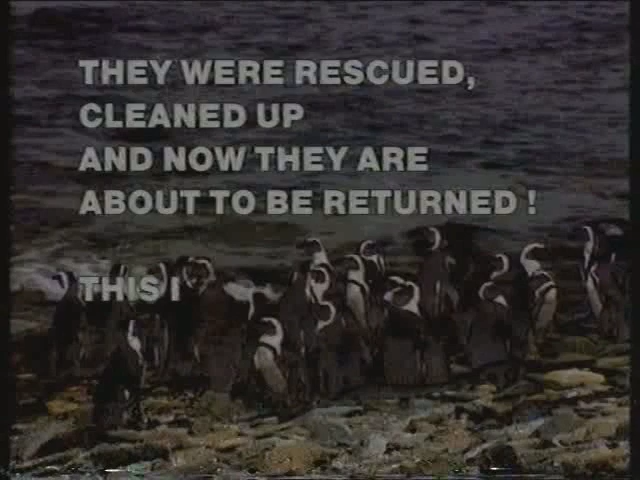 THEY WERE RESCUED,
CLEANED UP
AND NOW THEY ARE
ABOUT TO BE RETURNED !
THIS I